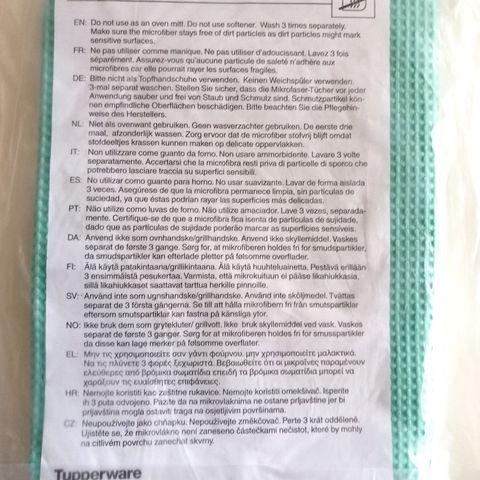 EN: Do not use as an oven mitt. Do not use softener. Wash 3 times separately.
Make sure the microfiber stays free of dirt particles as dirt particles might mark
sensitive surfaces.
FR: Ne pas utiliser comme manique. Ne pas utiliser d'adoucissant. Lavez 3 fois
séparément. Assurez-vous qu'aucune particule de saleté n'adhère aux
microfibres car elle pourrait rayer les surfaces fragiles.
DE: Bitte nicht als Topfhandschuhe verwenden. Keinen Weichspüler verwenden.
3-mal separat waschen. Stellen Sie sicher, dass die Mikrofaser-Tücher vor jeder
Anwendung sauber und frei von Staub und Schmutz sind. Schmutzpartikel kön-
nen empfindliche Oberflächen beschädigen. Bitte beachten Sie die Pflegehin-
weise des Herstellers.
NL: Niet als ovenwant gebruiken. Geen wasverzachter gebruiken. De eerste drie
maal, afzonderlijk wassen. Zorg ervoor dat de microfiber stofvrij blijft omdat
stofdeeltjes krassen kunnen maken op delicate oppervlakken.
IT: Non utilizzare come guanto da forno. Non usare ammorbidente. Lavare 3 volte
separatamente. Accertarsi che la microfibra resti priva di particelle di sporco che
potrebbero lasciare traccia su superfici sensibili.
ES: No utilizar como guante para horno. No usar suavizante. Lavar de forma aislada
3 veces. Asegúrese de que la microfibra permanece limpia, sin partículas de
suciedad, ya que éstas podrían rayar las superficies más delicadas.
PT: Não utilize como luvas de forno. Não utilize amaciador. Lave 3 vezes, separada-
mente. Certifique-se de que a microfibra fica isenta de partículas de sujidade,
dado que as partículas de sujidade poderão marcar as superfícies sensíveis.
DA: Anvend ikke som ovnhandske/grillhandske. Anvend ikke skyllemiddel. Vaskes
separat de første 3 gange. Sørg for, at mikrofiberen holdes fri for smudspartikler,
da smudspartikler kan efterlade pletter på følsomme overflader.
FI: Älä käytä patakintaana/grillikintaana. Älä käytä huuhteluainetta. Pestävä erillään
3 ensimmäistä pesukertaa. Varmista, että mikrokuitun ei pääse likahiukkasia,
sillä likahiukkaset saattavat tarttua herkille pinnoille.
SV: Använd inte som ugnshandske/grillhandske. Använd inte sköljmedel. Tvättas
separat de 3 första gångerna. Se till att hålla mikrofibern fri från smutspartiklar
eftersom smutspartiklar kan fastna på känsliga ytor.
NO: Ikke bruk dem som grytekluter/ grillvott. Ikke bruk skyllemiddel ved vask. Vaskes
separat de første 3 gangen. Sørg for at mikrofiberen holdes fri for smusspartikler
da disse kan lage merker på følsomme overflater.
EL: Μην τις χρησιμοποιείτε σαν γάντι φούρνου. μην χρησιμοποιείτε μαλακτικά.
Να τις πλύνετε 3 φορές ξεχωριστά. Βεβαιωθείτε ότι οι μικροΐνες παραμένουν
ελεύθερες από βρόμικα σωματίδια επειδή τα βρόμικα σωματίδια μπορεί να
χαράξουν τις ευαίσθητες επιφάνειες.
HR: Nemojte koristiti kao zaštitne rukavice. Nemojte koristiti omekšivač. Isperite
ih 3 puta odvojeno. Pazite da na mikrovlaknima ne ostane prljavštine jer bi
prljavština mogla ostaviti traga na osjetljivim površinama.
CZ: Neupoužívejte jako chňapku. Nepoužívejte změkčovač. Perte 3 krát odděleně.
Ujistěte se, že mikrovlákno není zaneseno částečkami nečistot, které by mohly
na citlivém povrchu zanechat skvrny.
Tupperware